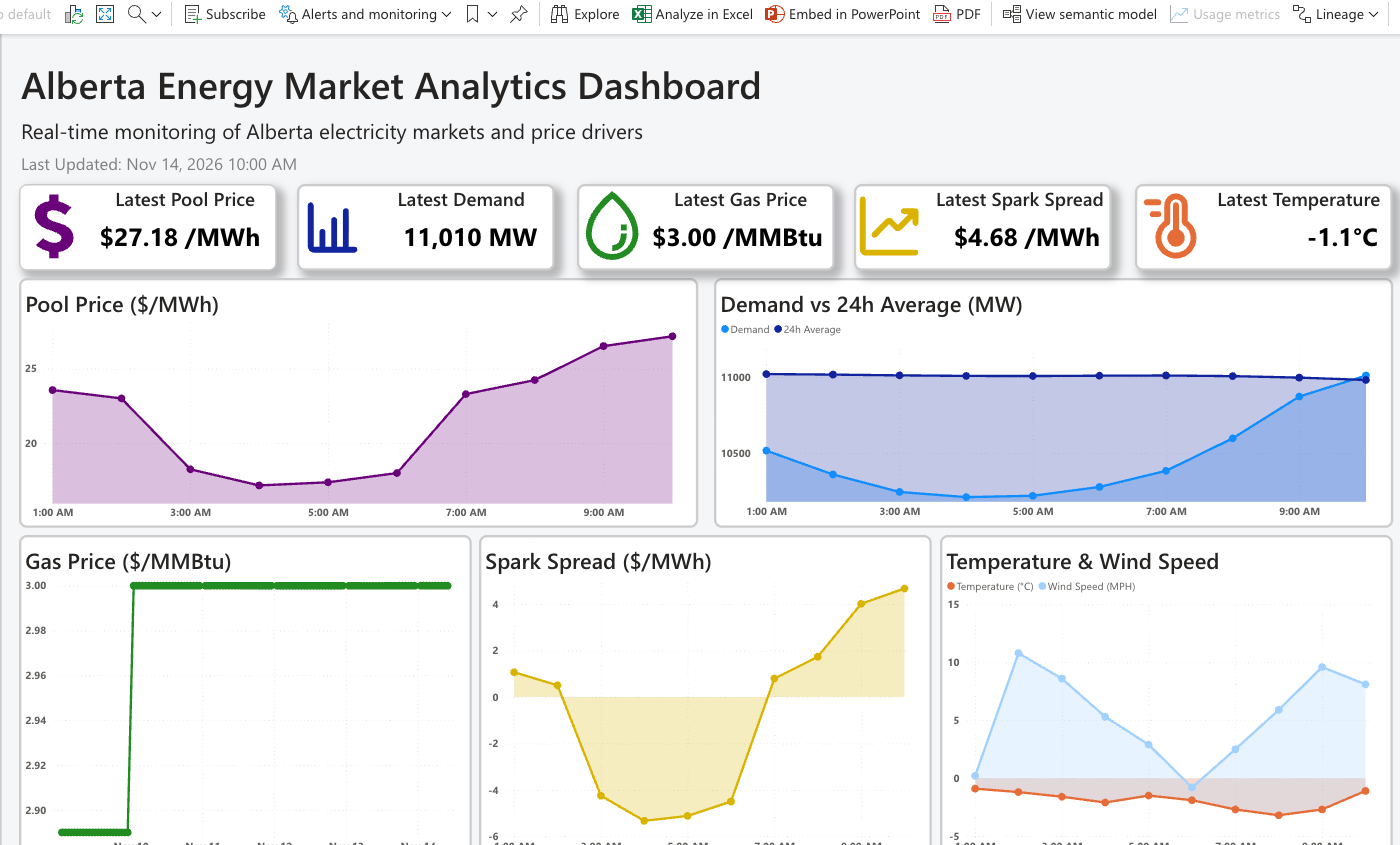 default Subscribe Alerts and monitoring Explore Analyze in Excel Embed in PowerPoint PDF View semantic model Usage metrics Lineage
Alberta Energy Market Analytics Dashboard
Real-time monitoring of Alberta electricity markets and price drivers
Last Updated: Nov 14, 2026 10:00 AM
Latest Pool Price
$27.18 /MWh
Latest Demand
11,010 MW
Latest Gas Price
$3.00 /MMBtu
Latest Spark Spread
$4.68 /MWh
Latest Temperature
-1.1°C
Pool Price ($/MWh)
25
20
1:00 AM 3:00 AM 5:00 AM 7:00 AM 9:00 AM
Demand vs 24h Average (MW)
Demand 24h Average
11000
10500
1:00 AM 3:00 AM 5:00 AM 7:00 AM 9:00 AM
Gas Price ($/MMBtu)
3.00
2.98
2.96
2.94
2.92
2.90
Spark Spread ($/MWh)
4
2
0
-2
-4
-6
Temperature & Wind Speed
Temperature (°C) Wind Speed (MPH)
15
10
5
0
-5